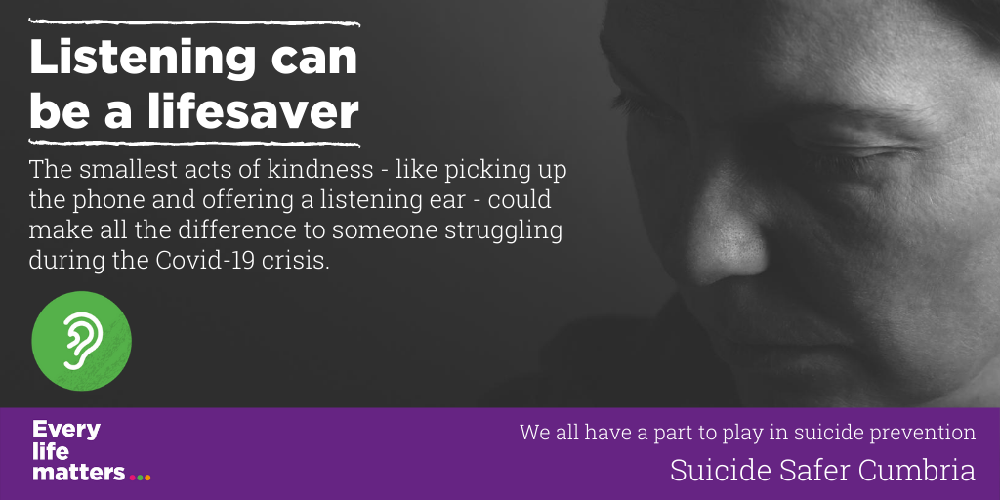 Listening can
be a lifesaver
The smallest acts of kindness - like picking up
the phone and offering a listening ear - could
make all the difference to someone struggling
during the Covid-19 crisis.
Every
life
matters...
We all have a part to play in suicide prevention
Suicide Safer Cumbria